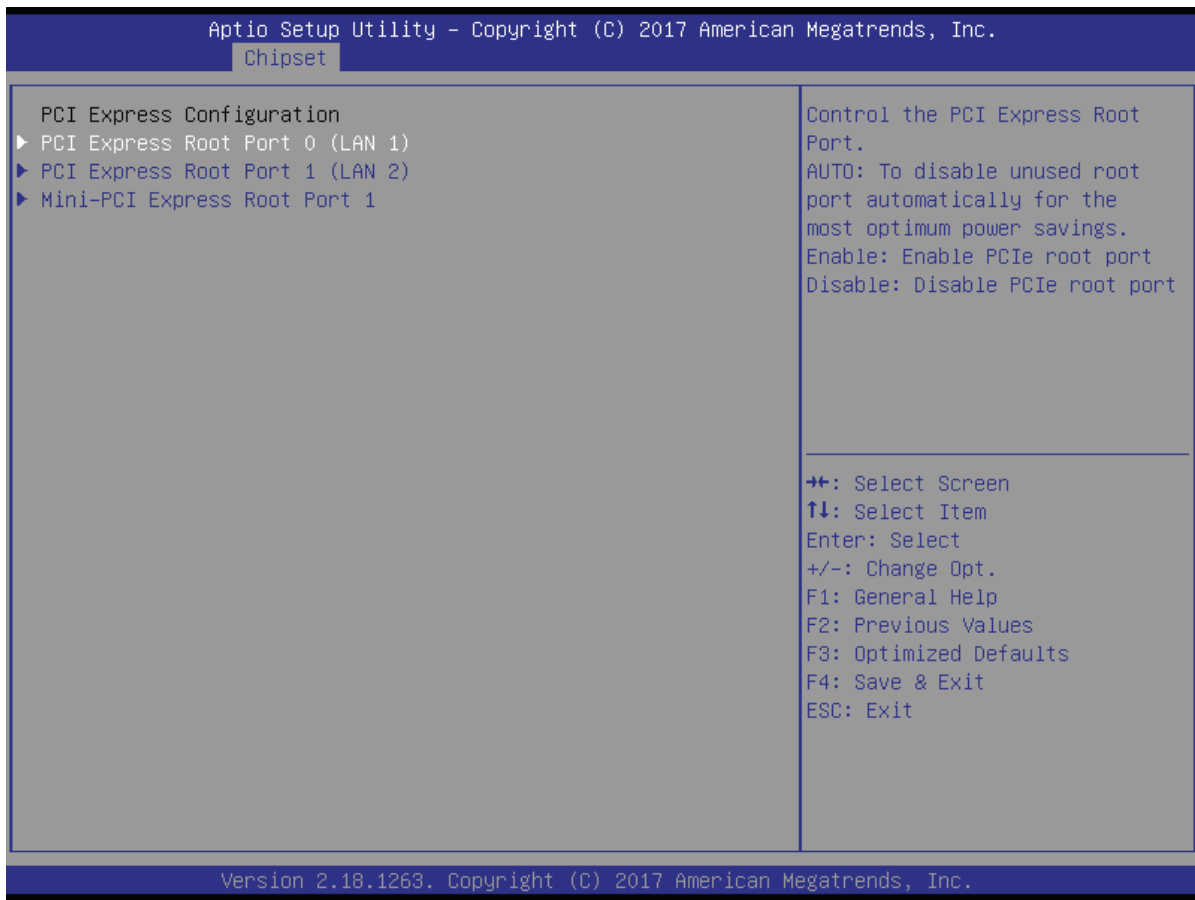 Aptio Setup Utility – Copyright (C) 2017 American Megatrends, Inc.
Chipset
PCI Express Configuration
▶ PCI Express Root Port 0 (LAN 1)
▶ PCI Express Root Port 1 (LAN 2)
▶ Mini-PCI Express Root Port 1
Control the PCI Express Root
Port.
AUTO: To disable unused root
port automatically for the
most optimum power savings.
Enable: Enable PCIe root port
Disable: Disable PCIe root port
→←: Select Screen
↑↓: Select Item
Enter: Select
+/-: Change Opt.
F1: General Help
F2: Previous Values
F3: Optimized Defaults
F4: Save & Exit
ESC: Exit
Version 2.18.1263. Copyright (C) 2017 American Megatrends, Inc.